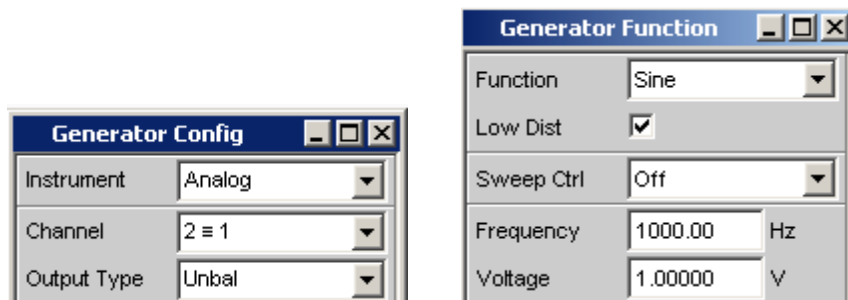 Generator Config
Instrument Analog
Channel 2 ≡ 1
Output Type Unbal
Generator Function
Function Sine
Low Dist
Sweep Ctrl Off
Frequency 1000.00 Hz
Voltage 1.00000 V